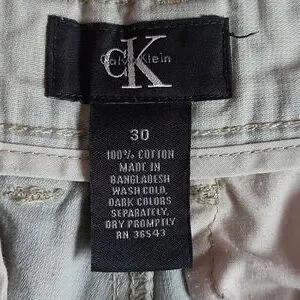 cK
Calvin Klein
30
100% COTTON
MADE IN
BANGLADESH
WASH COLD,
DARK COLORS
SEPARATELY.
DRY PROMPTLY
RN 36543